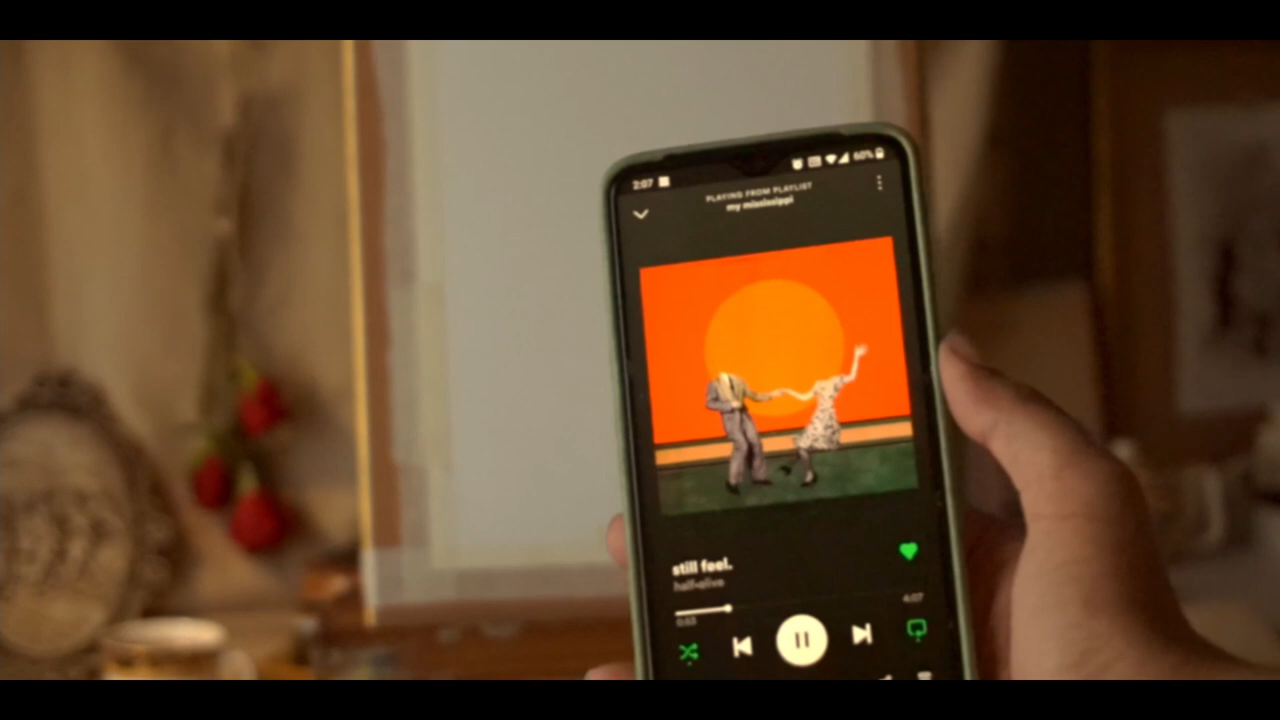 2:07
60%
PLAYING FROM PLAYLIST
my mississippi
still feel.
half•alive
0:53
4:07